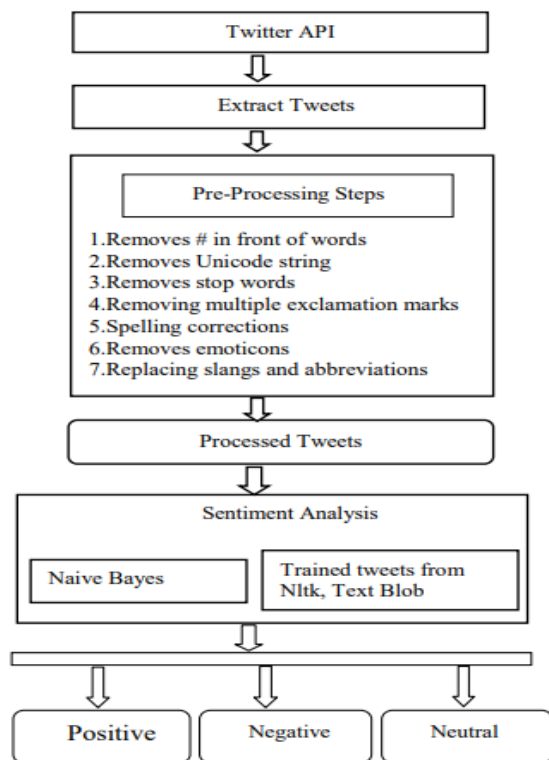 Twitter API
Extract Tweets
Pre-Processing Steps
1.Removes # in front of words
2.Removes Unicode string
3.Removes stop words
4.Removing multiple exclamation marks
5.Spelling corrections
6.Removes emoticons
7.Replacing slangs and abbreviations
Processed Tweets
Sentiment Analysis
Naive Bayes
Trained tweets from
Nltk, Text Blob
Positive
Negative
Neutral